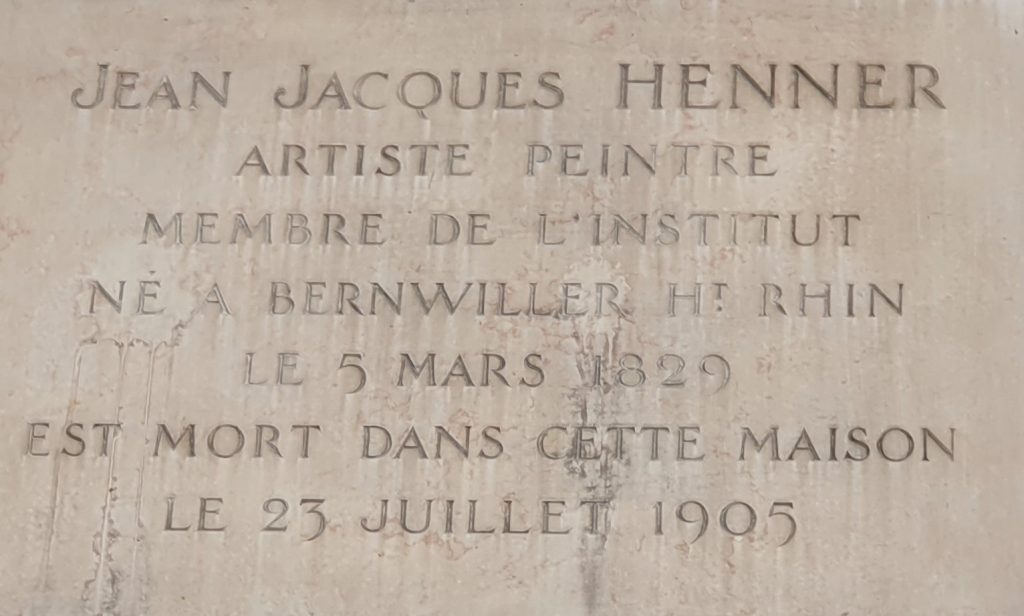 JEAN JACQUES HENNER
ARTISTE PEINTRE
MEMBRE DE L'INSTITUT
NÉ A BERNWILLER HT RHIN
LE 5 MARS 1829
EST MORT DANS CETTE MAISON
LE 23 JUILLET 1905